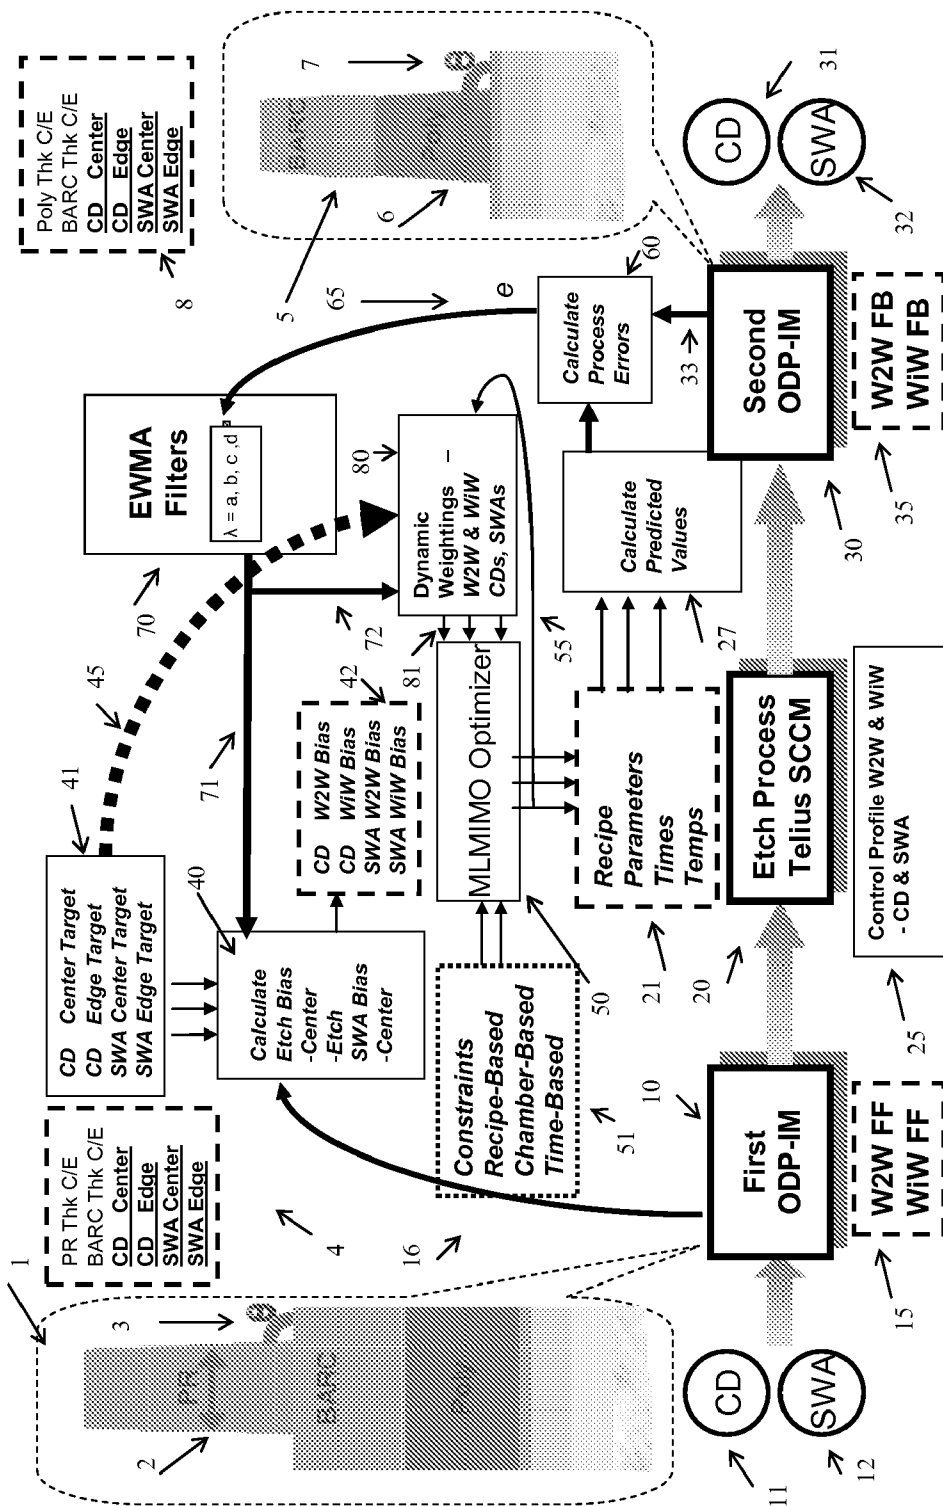 1
2
PR
3
BARC
PR Thk C/E
BARC Thk C/E
CD Center
CD Edge
SWA Center
SWA Edge
4
CD Center Target
CD Edge Target
SWA Center Target
SWA Edge Target
41
45
Calculate
Etch Bias
-Center
-Etch
SWA Bias
-Center
40
71
CD W2W Bias
CD WiW Bias
SWA W2W Bias
SWA WiW Bias
42
EWMA
Filters
λ = a, b, c ,d
70
72
65
e
Poly Thk C/E
BARC Thk C/E
CD Center
CD Edge
SWA Center
SWA Edge
8
BARC
5
6
7
16
Constraints
Recipe-Based
Chamber-Based
Time-Based
51
MLMIMO Optimizer
50
81
Dynamic
Weightings –
W2W & WiW
CDs, SWAs
80
55
Recipe
Parameters
Times
Temps
21
Calculate
Predicted
Values
27
Calculate
Process
Errors
60
33
CD
11
SWA
12
First
ODP-IM
10
W2W FF
WiW FF
15
Etch Process
Telius SCCM
20
Control Profile W2W & WiW
- CD & SWA
25
Second
ODP-IM
30
W2W FB
WiW FB
35
CD
31
SWA
32